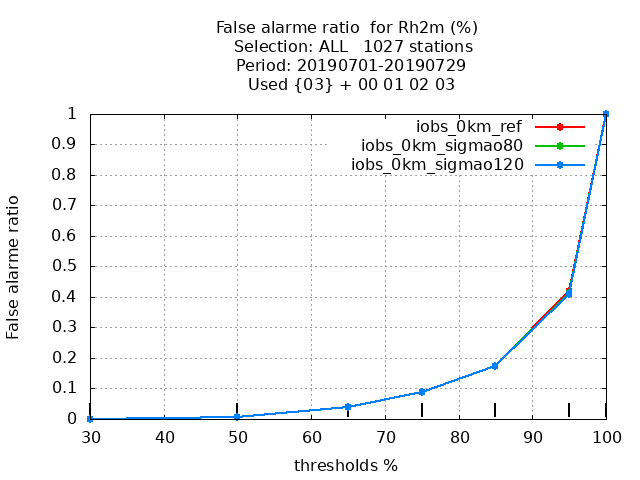 False alarme ratio  for Rh2m (%)
Selection: ALL   1027 stations
Period: 20190701-20190729
Used {03} + 00 01 02 03
iobs_0km_ref
iobs_0km_sigmao80
iobs_0km_sigmao120
1
0.9
0.8
0.7
0.6
0.5
0.4
0.3
0.2
0.1
0
False alarme ratio
30 40 50 60 70 80 90 100
thresholds %